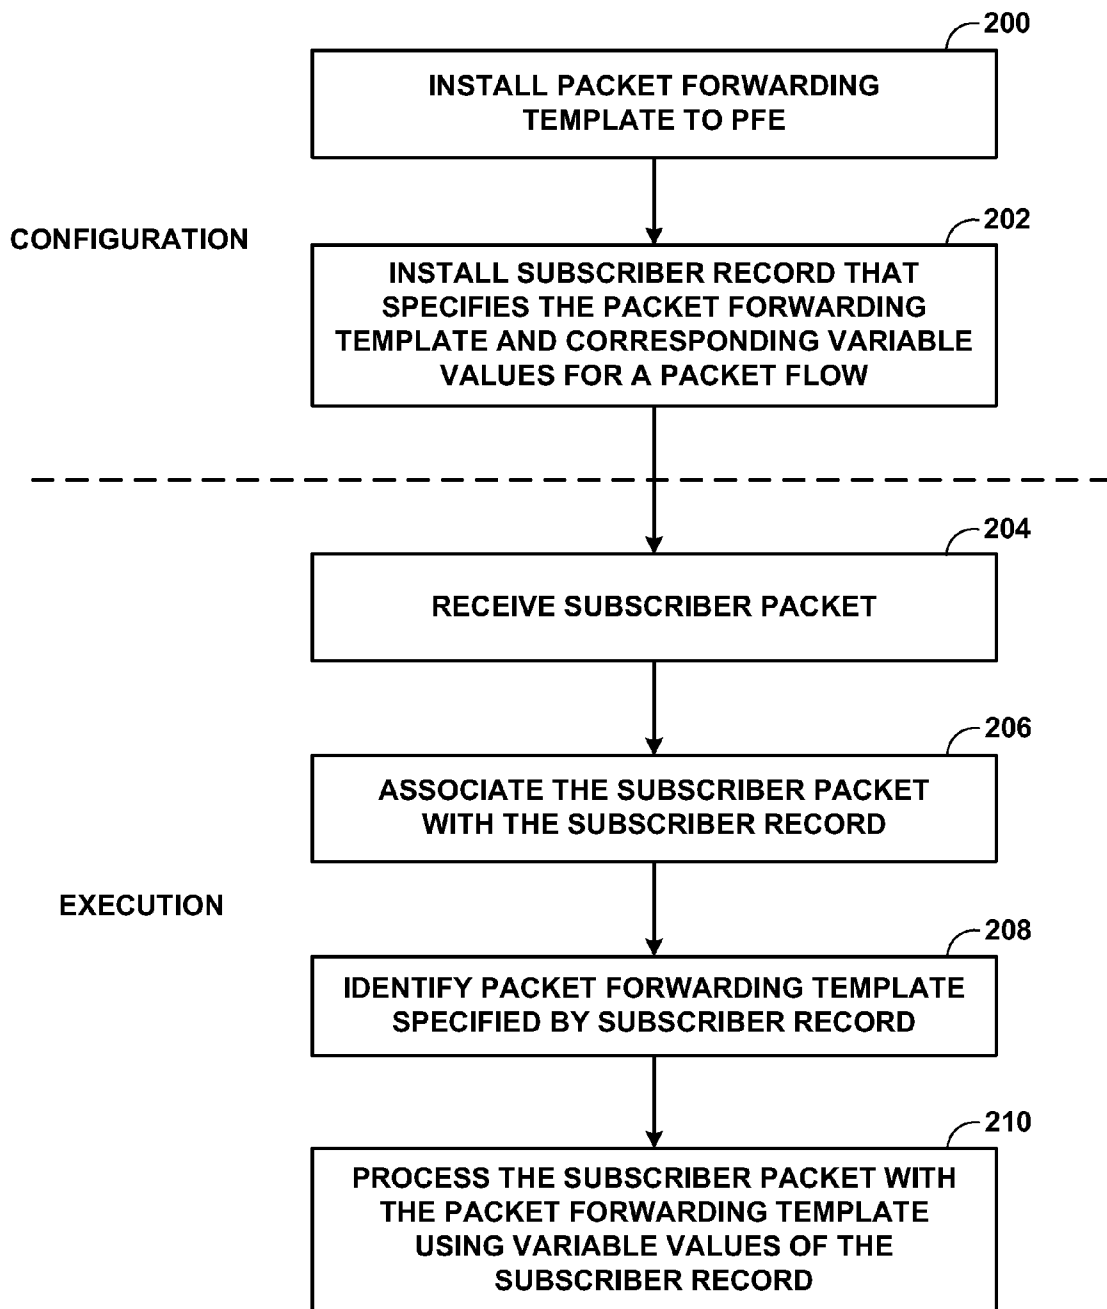 200
INSTALL PACKET FORWARDING
TEMPLATE TO PFE
CONFIGURATION
202
INSTALL SUBSCRIBER RECORD THAT
SPECIFIES THE PACKET FORWARDING
TEMPLATE AND CORRESPONDING VARIABLE
VALUES FOR A PACKET FLOW
204
RECEIVE SUBSCRIBER PACKET
206
ASSOCIATE THE SUBSCRIBER PACKET
WITH THE SUBSCRIBER RECORD
EXECUTION
208
IDENTIFY PACKET FORWARDING TEMPLATE
SPECIFIED BY SUBSCRIBER RECORD
210
PROCESS THE SUBSCRIBER PACKET WITH
THE PACKET FORWARDING TEMPLATE
USING VARIABLE VALUES OF THE
SUBSCRIBER RECORD